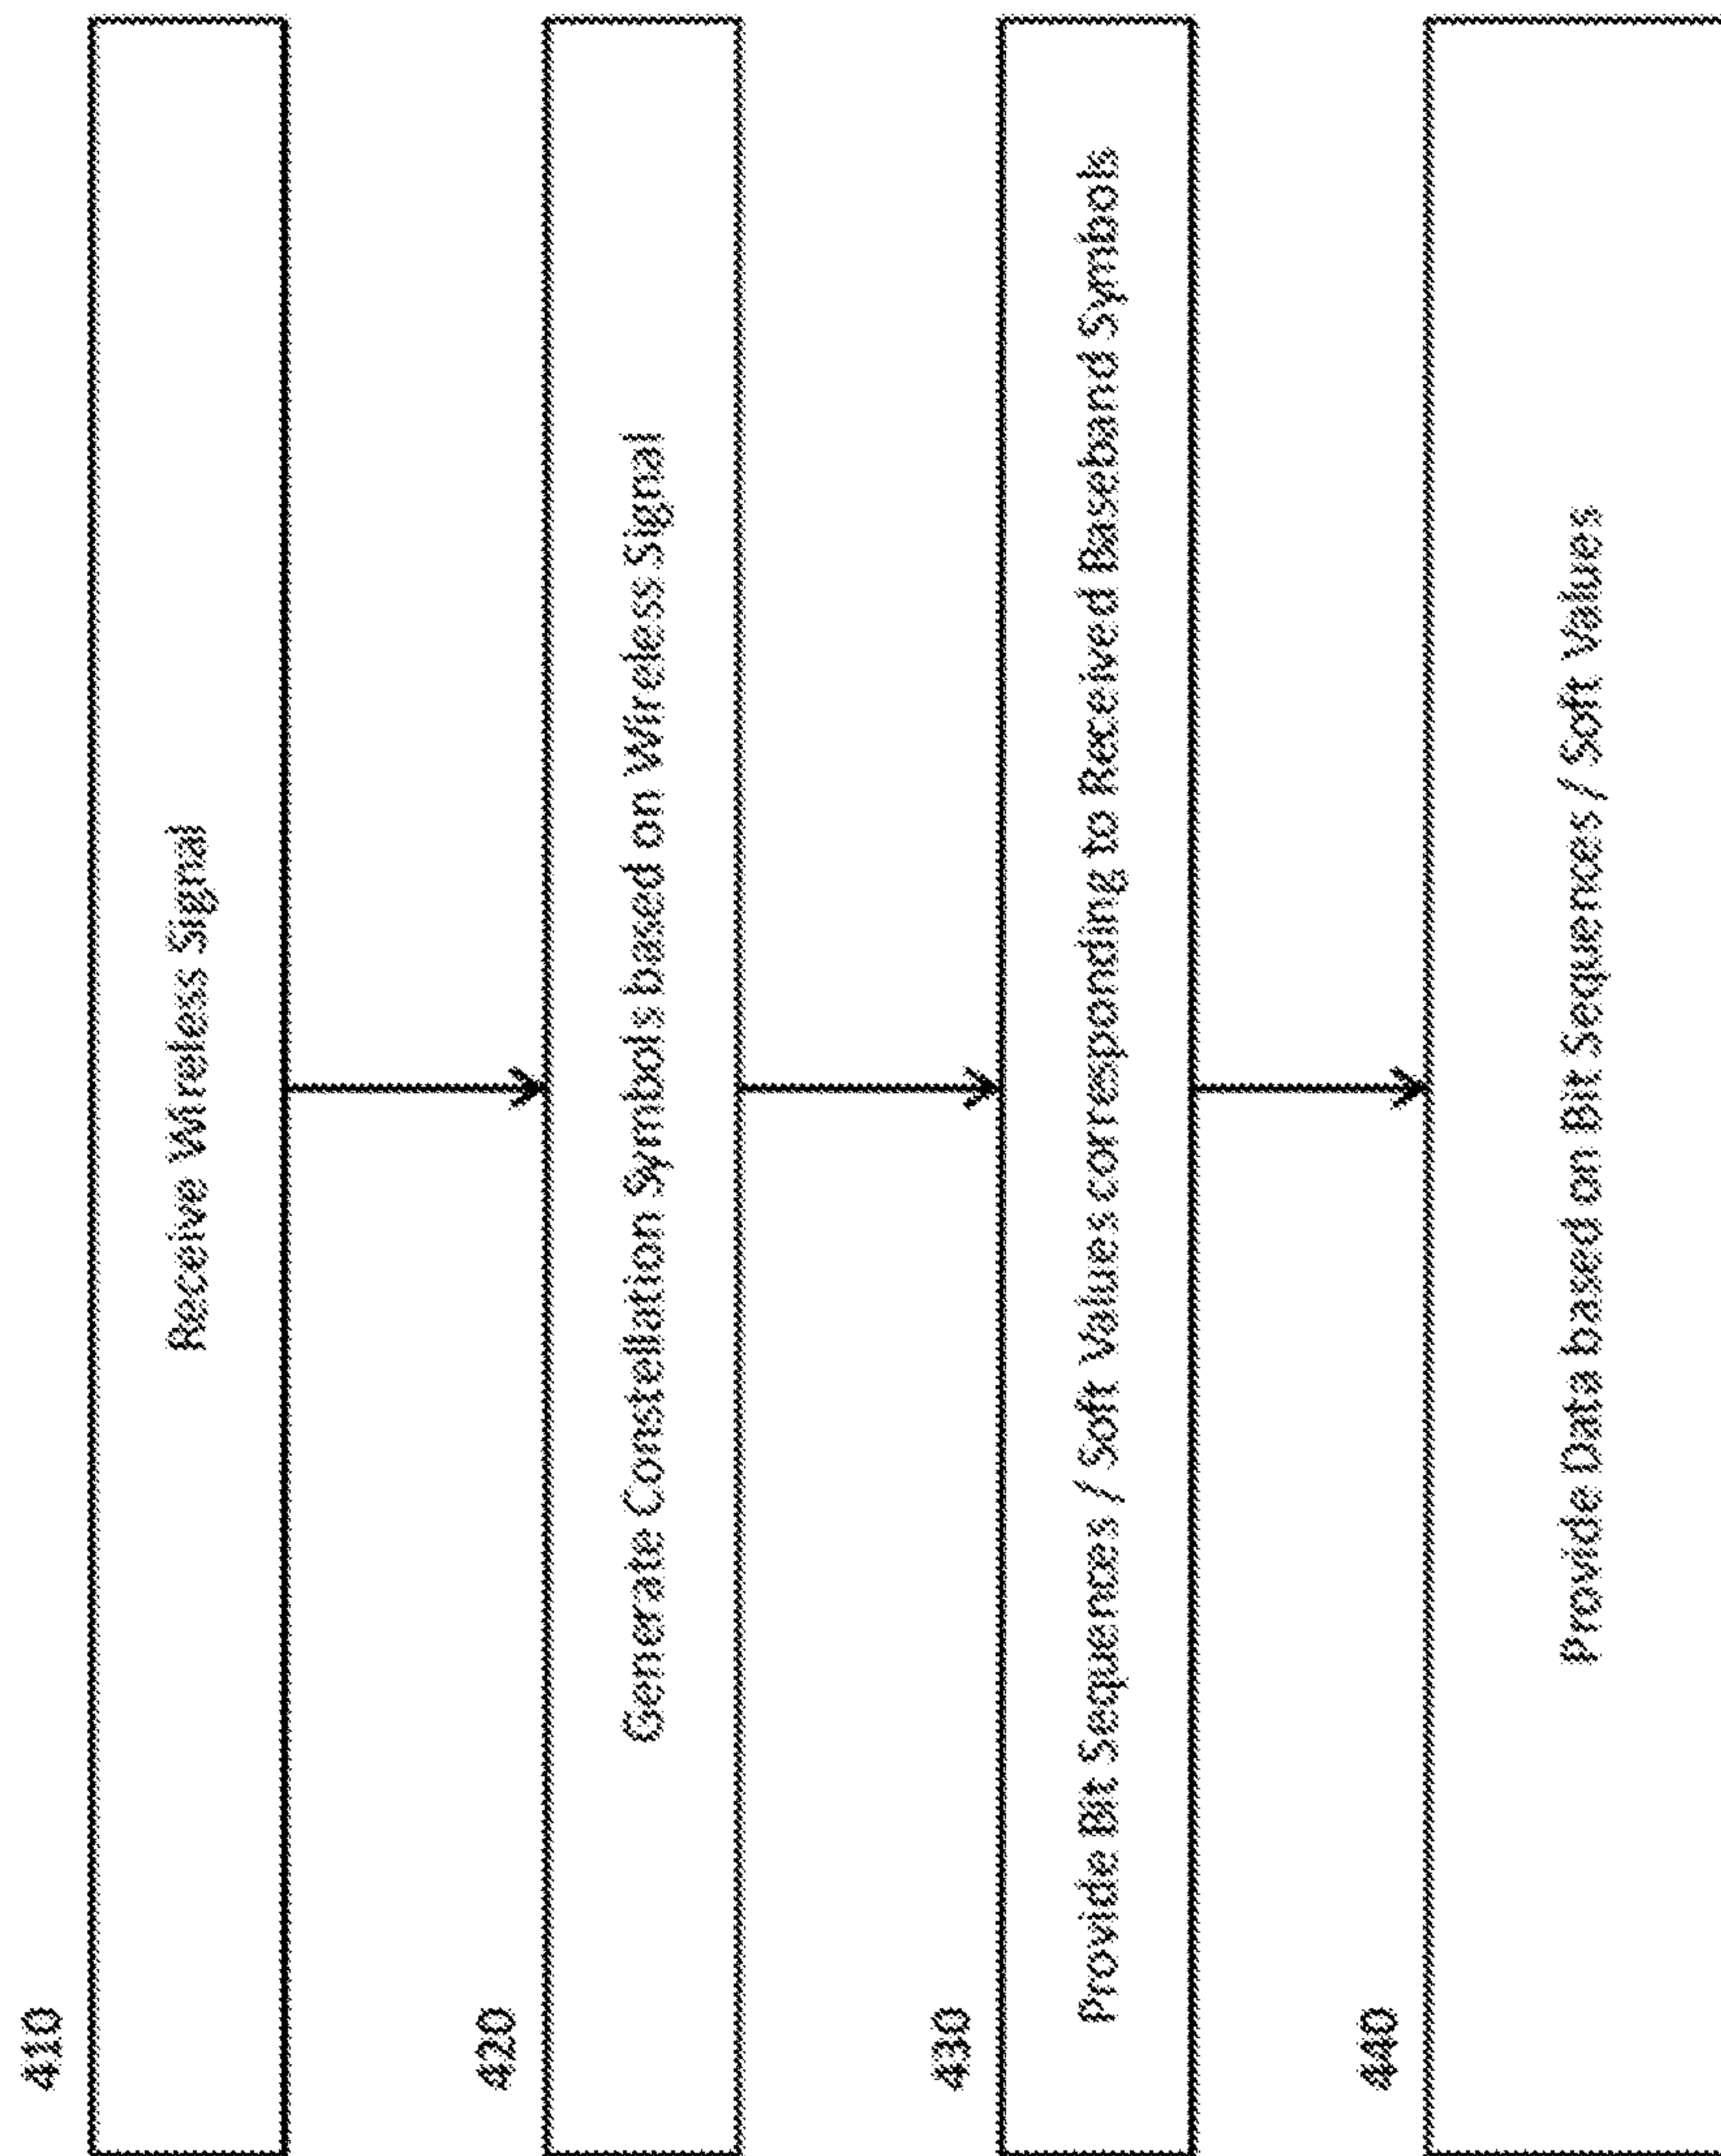 410
Receive Wireless Signal
420
Generate Constellation Symbols based on Wireless Signal
430
Provide Bit Sequences / Soft Values corresponding to Received Baseband Symbols
440
Provide Data based on Bit Sequences / Soft Values